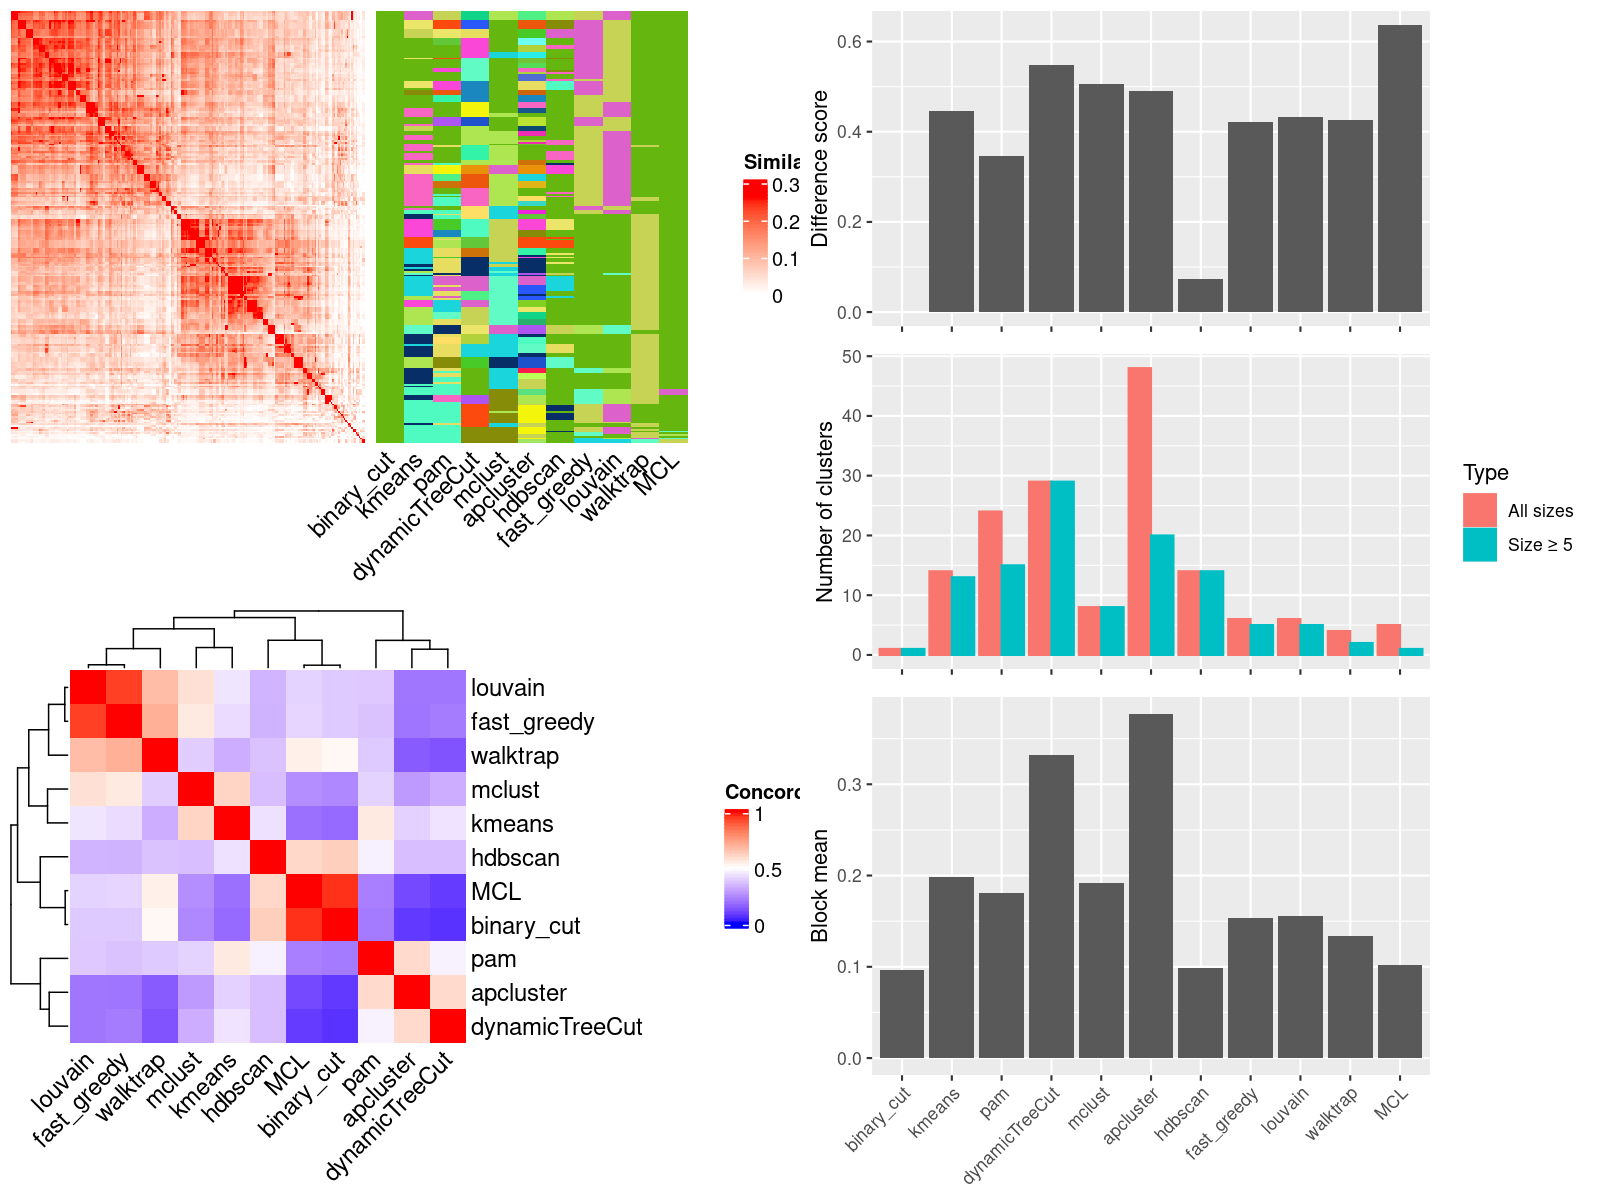 Simila
0.3
0.2
0.1
0
binary_cut
kmeans
pam
dynamicTreeCut
mclust
apcluster
hdbscan
fast_greedy
louvain
walktrap
MCL
louvain
fast_greedy
walktrap
mclust
kmeans
hdbscan
MCL
binary_cut
pam
apcluster
dynamicTreeCut
louvain
fast_greedy
walktrap
mclust
kmeans
hdbscan
MCL
binary_cut
pam
apcluster
dynamicTreeCut
Concord
1
0.5
0
Difference score
0.6
0.4
0.2
0.0
Number of clusters
50
40
30
20
10
0
Type
All sizes
Size ≥ 5
Block mean
0.3
0.2
0.1
0.0
binary_cut
kmeans
pam
dynamicTreeCut
mclust
apcluster
hdbscan
fast_greedy
louvain
walktrap
MCL